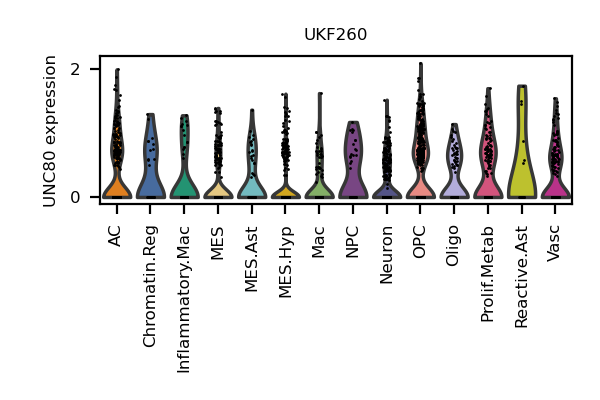 UKF260
UNC80 expression
2
0
AC
Chromatin.Reg
Inflammatory.Mac
MES
MES.Ast
MES.Hyp
Mac
NPC
Neuron
OPC
Oligo
Prolif.Metab
Reactive.Ast
Vasc